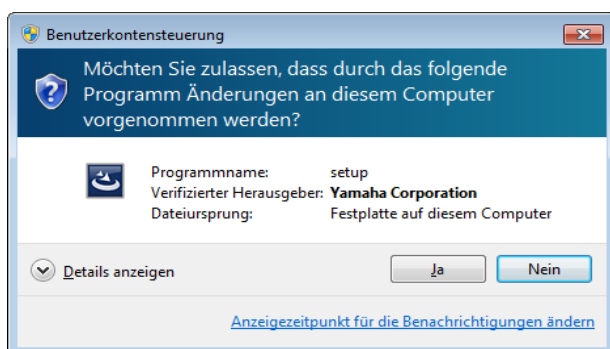 Benutzerkontensteuerung
Möchten Sie zulassen, dass durch das folgende
Programm Änderungen an diesem Computer
vorgenommen werden?
Programmname: setup
Verifizierter Herausgeber: Yamaha Corporation
Dateiursprung: Festplatte auf diesem Computer
Details anzeigen Ja Nein
Anzeigezeitpunkt für die Benachrichtigungen ändern